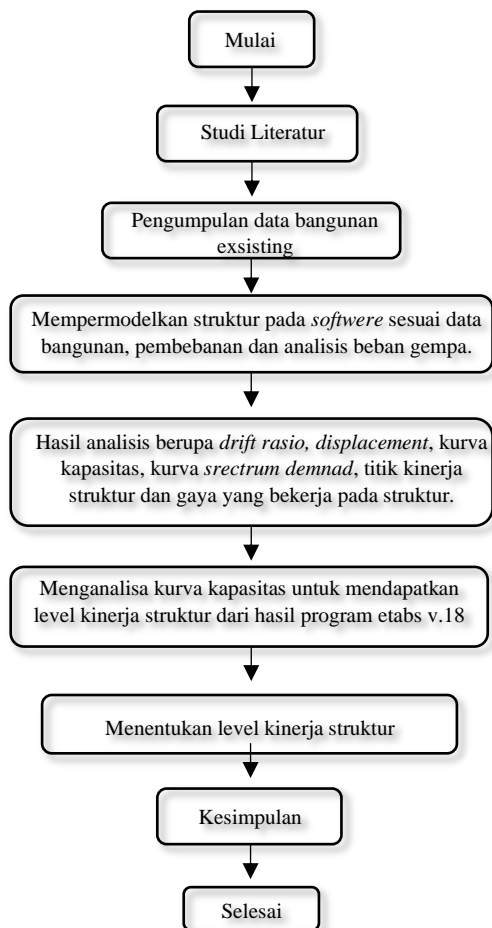 Mulai
Studi Literatur
Pengumpulan data bangunan
exsisting
Mempermodelkan struktur pada softwere sesuai data
bangunan, pembebanan dan analisis beban gempa.
Hasil analisis berupa drift rasio, displacement, kurva
kapasitas, kurva srectrum demnad, titik kinerja
struktur dan gaya yang bekerja pada struktur.
Menganalisa kurva kapasitas untuk mendapatkan
level kinerja struktur dari hasil program etabs v.18
Menentukan level kinerja struktur
Kesimpulan
Selesai